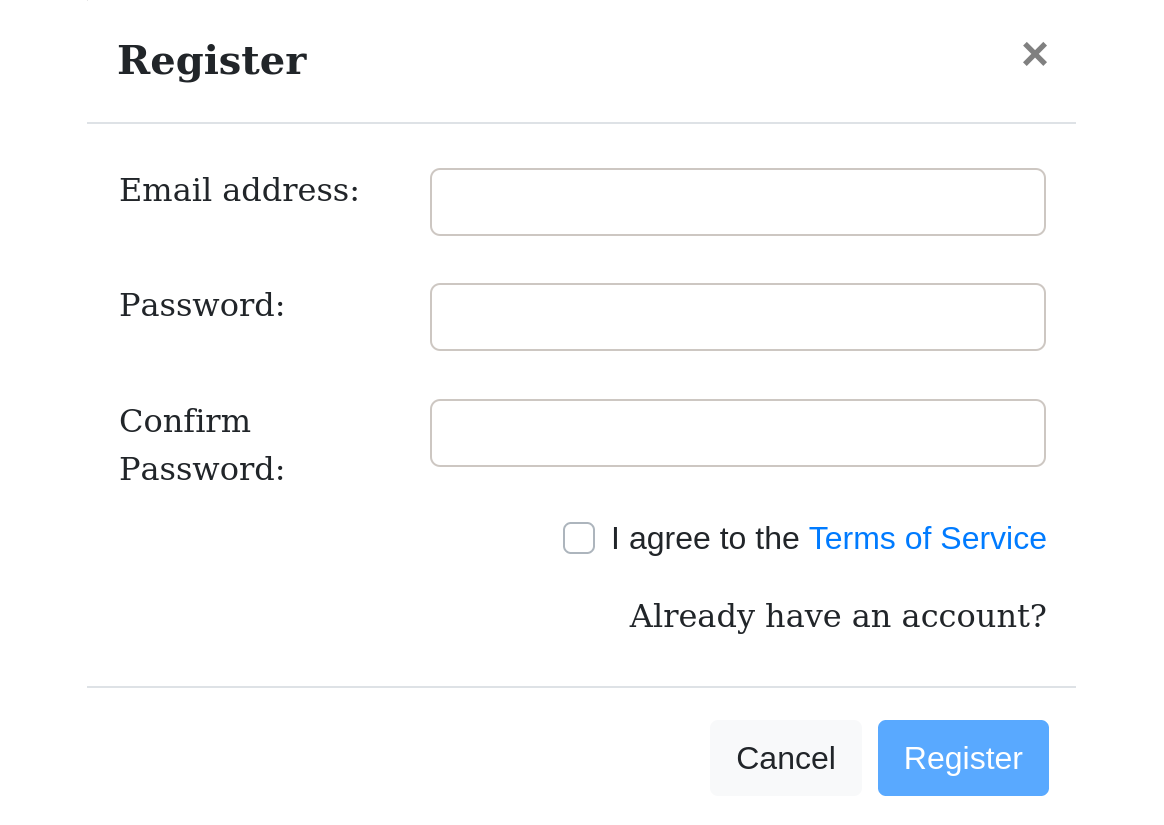 Register
×
Email address:
Password:
Confirm
Password:
I agree to the Terms of Service
Already have an account?
Cancel
Register